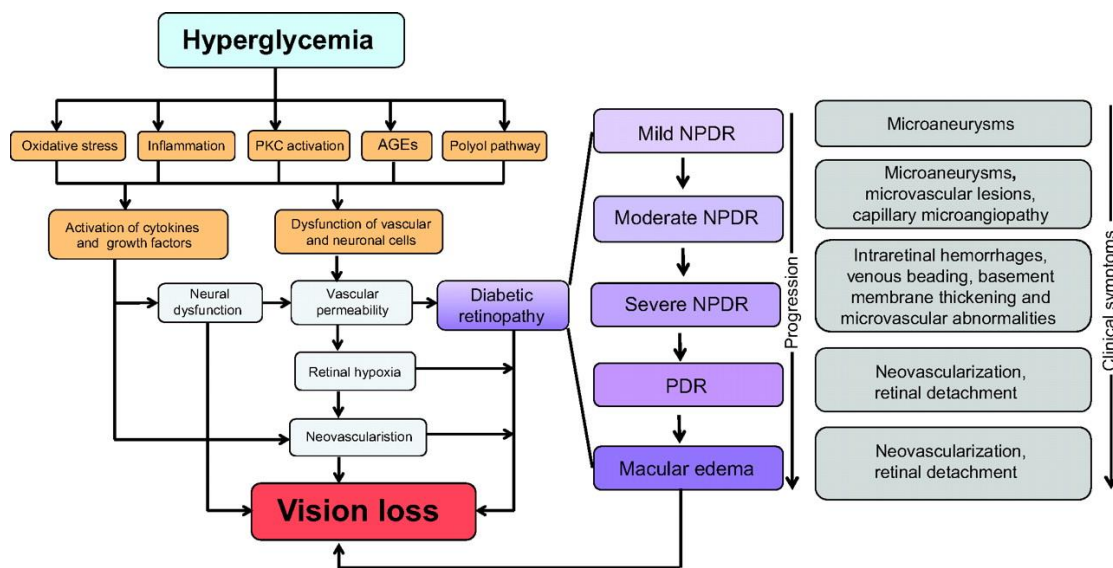 Hyperglycemia
Oxidative stress
Inflammation
PKC activation
AGEs
Polyol pathway
Activation of cytokines
and growth factors
Dysfunction of vascular
and neuronal cells
Neural
dysfunction
Vascular
permeability
Diabetic
retinopathy
Retinal hypoxia
Neovascularistion
Vision loss
Mild NPDR
Moderate NPDR
Severe NPDR
PDR
Macular edema
Progression
Microaneurysms
Microaneurysms,
microvascular lesions,
capillary microangiopathy
Intraretinal hemorrhages,
venous beading, basement
membrane thickening and
microvascular abnormalities
Neovascularization,
retinal detachment
Neovascularization,
retinal detachment
Clinical symptoms